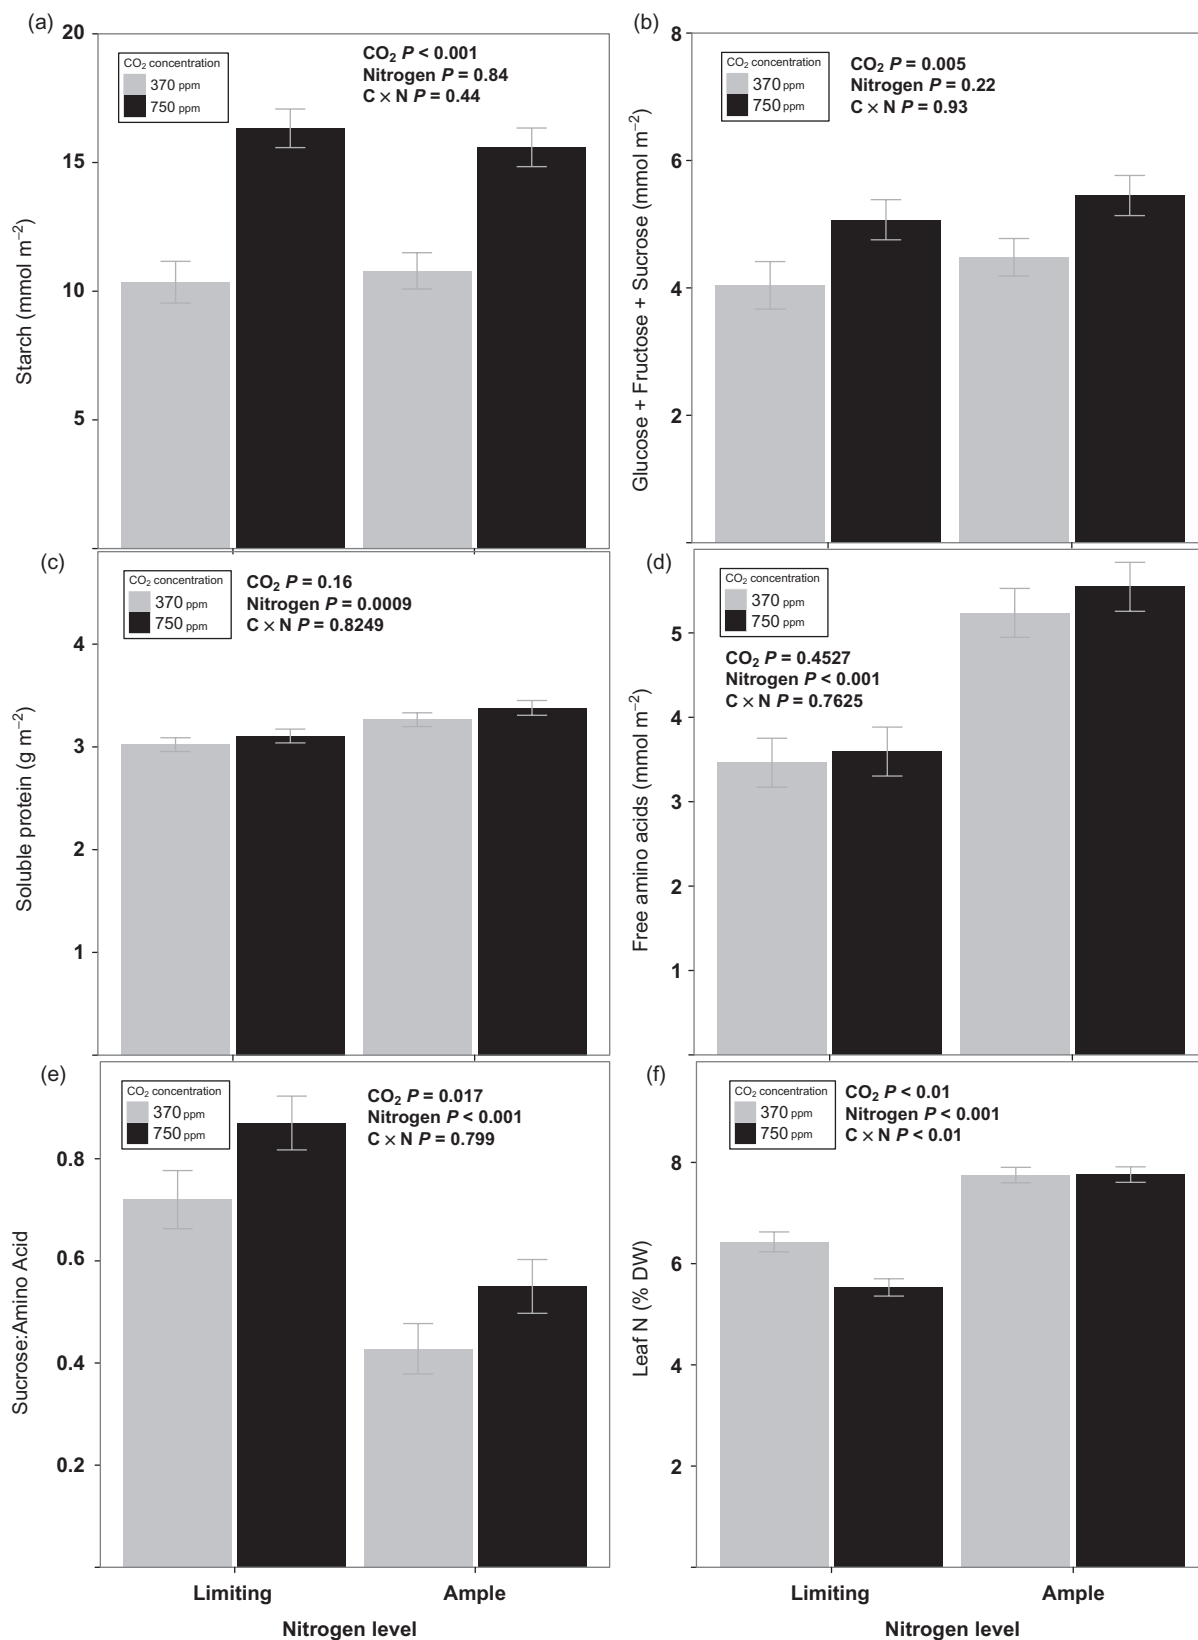 (a)
20
15
10
5
Starch (mmol m−2)
CO2 concentration
370 ppm
750 ppm
CO2 P < 0.001
Nitrogen P = 0.84
C × N P = 0.44
(b)
8
6
4
2
Glucose + Fructose + Sucrose (mmol m−2)
CO2 concentration
370 ppm
750 ppm
CO2 P = 0.005
Nitrogen P = 0.22
C × N P = 0.93
(c)
4
3
2
1
Soluble protein (g m−2)
CO2 concentration
370 ppm
750 ppm
CO2 P = 0.16
Nitrogen P = 0.0009
C × N P = 0.8249
(d)
5
4
3
2
1
Free amino acids (mmol m−2)
CO2 concentration
370 ppm
750 ppm
CO2 P = 0.4527
Nitrogen P < 0.001
C × N P = 0.7625
(e)
0.8
0.6
0.4
0.2
Sucrose:Amino Acid
CO2 concentration
370 ppm
750 ppm
CO2 P = 0.017
Nitrogen P < 0.001
C × N P = 0.799
Limiting
Ample
Nitrogen level
(f)
8
6
4
2
Leaf N (% DW)
CO2 concentration
370 ppm
750 ppm
CO2 P < 0.01
Nitrogen P < 0.001
C × N P < 0.01
Limiting
Ample
Nitrogen level